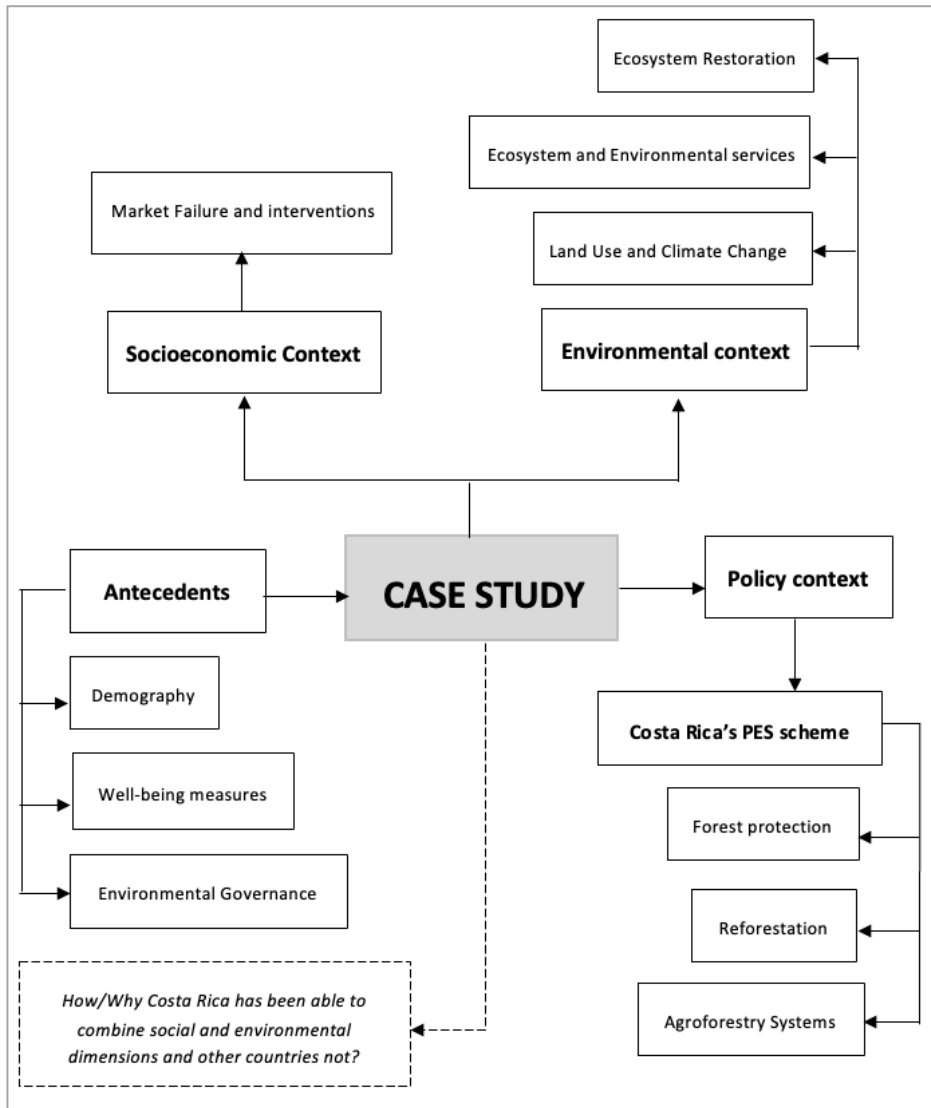 Ecosystem Restoration
Ecosystem and Environmental services
Market Failure and interventions
Land Use and Climate Change
Socioeconomic Context
Environmental context
Antecedents
CASE STUDY
Policy context
Demography
Costa Rica’s PES scheme
Well-being measures
Forest protection
Environmental Governance
Reforestation
How/Why Costa Rica has been able to
combine social and environmental
dimensions and other countries not?
Agroforestry Systems